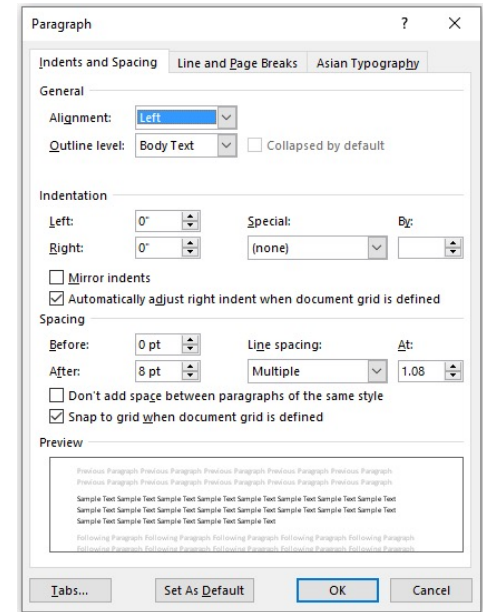 Paragraph ? ×
Indents and Spacing Line and Page Breaks Asian Typography
General
Alignment: Left
Outline level: Body Text Collapsed by default
Indentation
Left: 0" Special: By:
Right: 0" (none)
Mirror indents
Automatically adjust right indent when document grid is defined
Spacing
Before: 0 pt Line spacing: At:
After: 8 pt Multiple 1.08
Don't add space between paragraphs of the same style
Snap to grid when document grid is defined
Preview
Previous Paragraph Previous Paragraph Previous Paragraph Previous Paragraph Previous Paragraph
Previous Paragraph Previous Paragraph Previous Paragraph Previous Paragraph Previous Paragraph
Sample Text Sample Text Sample Text Sample Text Sample Text Sample Text Sample Text Sample Text
Sample Text Sample Text Sample Text Sample Text Sample Text Sample Text Sample Text Sample Text
Sample Text Sample Text Sample Text Sample Text Sample Text
Following Paragraph Following Paragraph Following Paragraph Following Paragraph Following Paragraph
Following Paragraph Following Paragraph Following Paragraph Following Paragraph Following Paragraph
Tabs... Set As Default OK Cancel